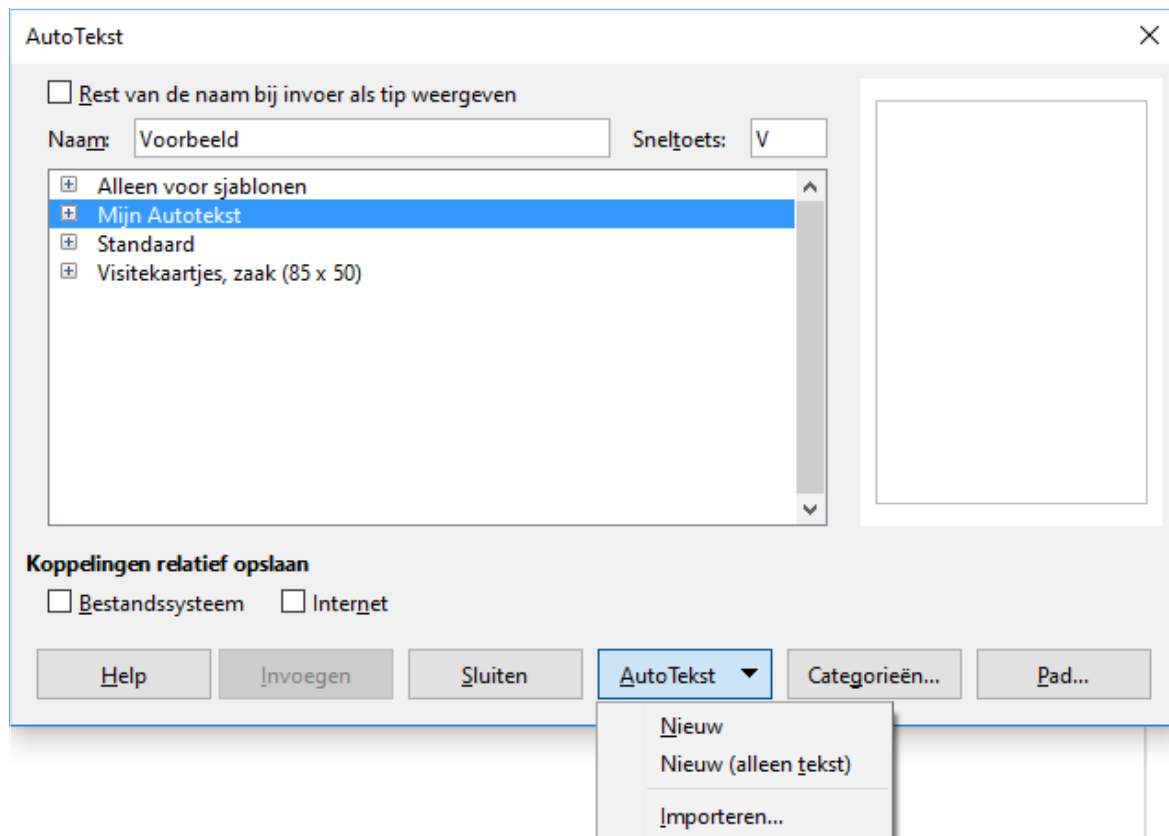 AutoTekst
Rest van de naam bij invoer als tip weergeven
Naam: Voorbeeld Sneltoets: V
Alleen voor sjablonen
Mijn Autotekst
Standaard
Visitekaartjes, zaak (85 x 50)
Koppelingen relatief opslaan
Bestandssysteem Internet
Help Invoegen Sluiten AutoTekst Categorieën... Pad...
Nieuw
Nieuw (alleen tekst)
Importeren...